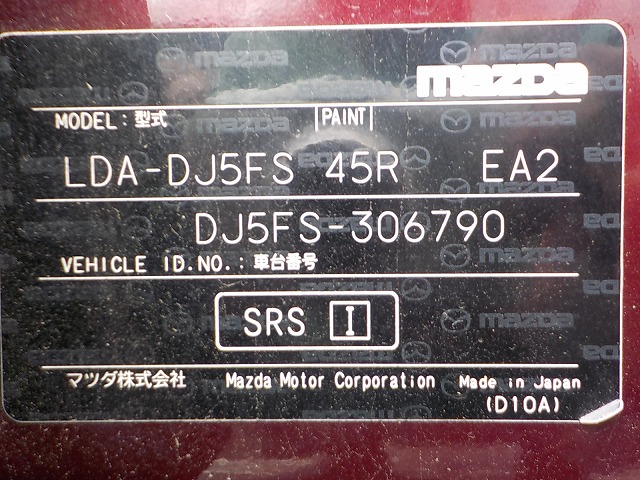 mazda
MODEL : 型式 PAINT
LDA-DJ5FS 45R EA2
DJ5FS-306790
VEHICLE ID.NO. : 車台番号
SRS I
マツダ株式会社 Mazda Motor Corporation Made in Japan
(D10A)